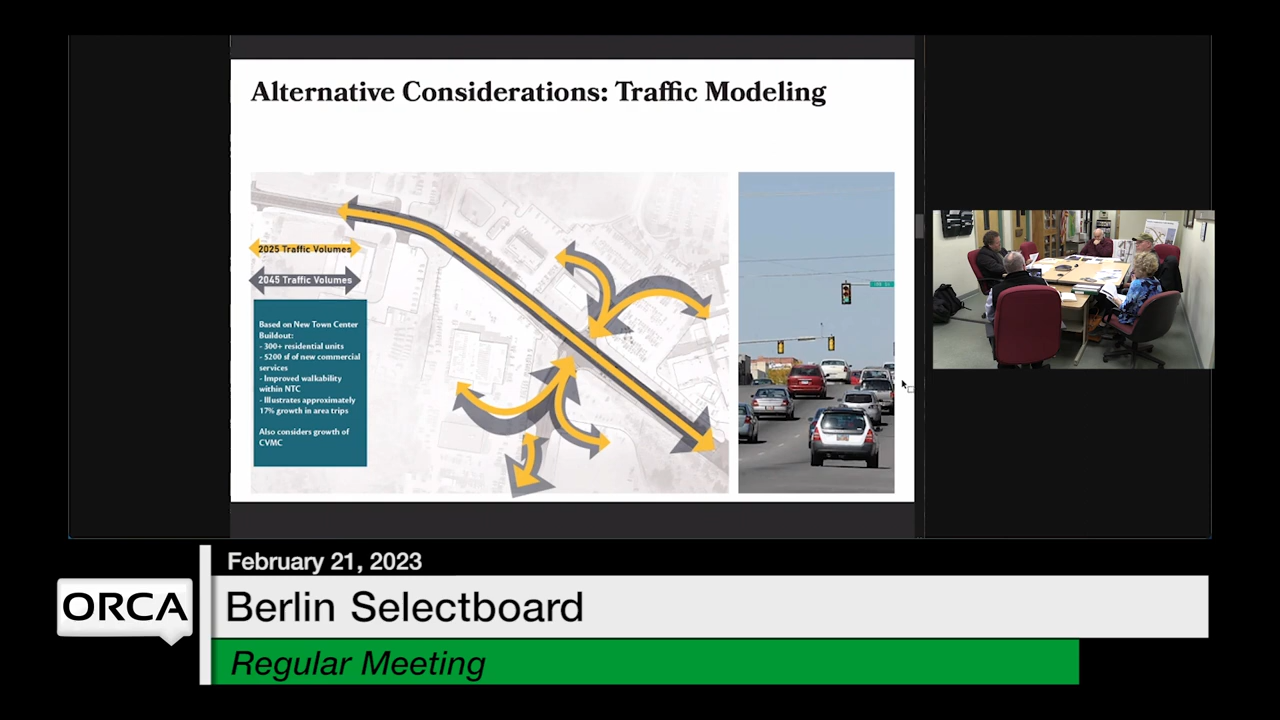 Alternative Considerations: Traffic Modeling
2025 Traffic Volumes
2045 Traffic Volumes
Based on New Town Center
Buildout:
- 300+ residential units
- 5200 sf of new commercial
services
- Improved walkability
within NTC
- Illustrates approximately
17% growth in area trips
Also considers growth of
CVMC
February 21, 2023
ORCA
Berlin Selectboard
Regular Meeting